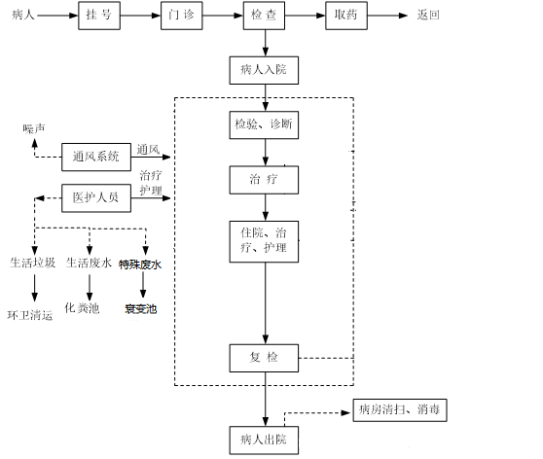 病人 挂号 门诊 检查 取药 返回
病人入院
检验、诊断
噪声
通风系统 通风
治疗
护理
治疗
医护人员
住院、治
疗、护理
生活垃圾 生活废水 特殊废水
环卫清运 化粪池 衰变池
复检
病房清扫、消毒
病人出院